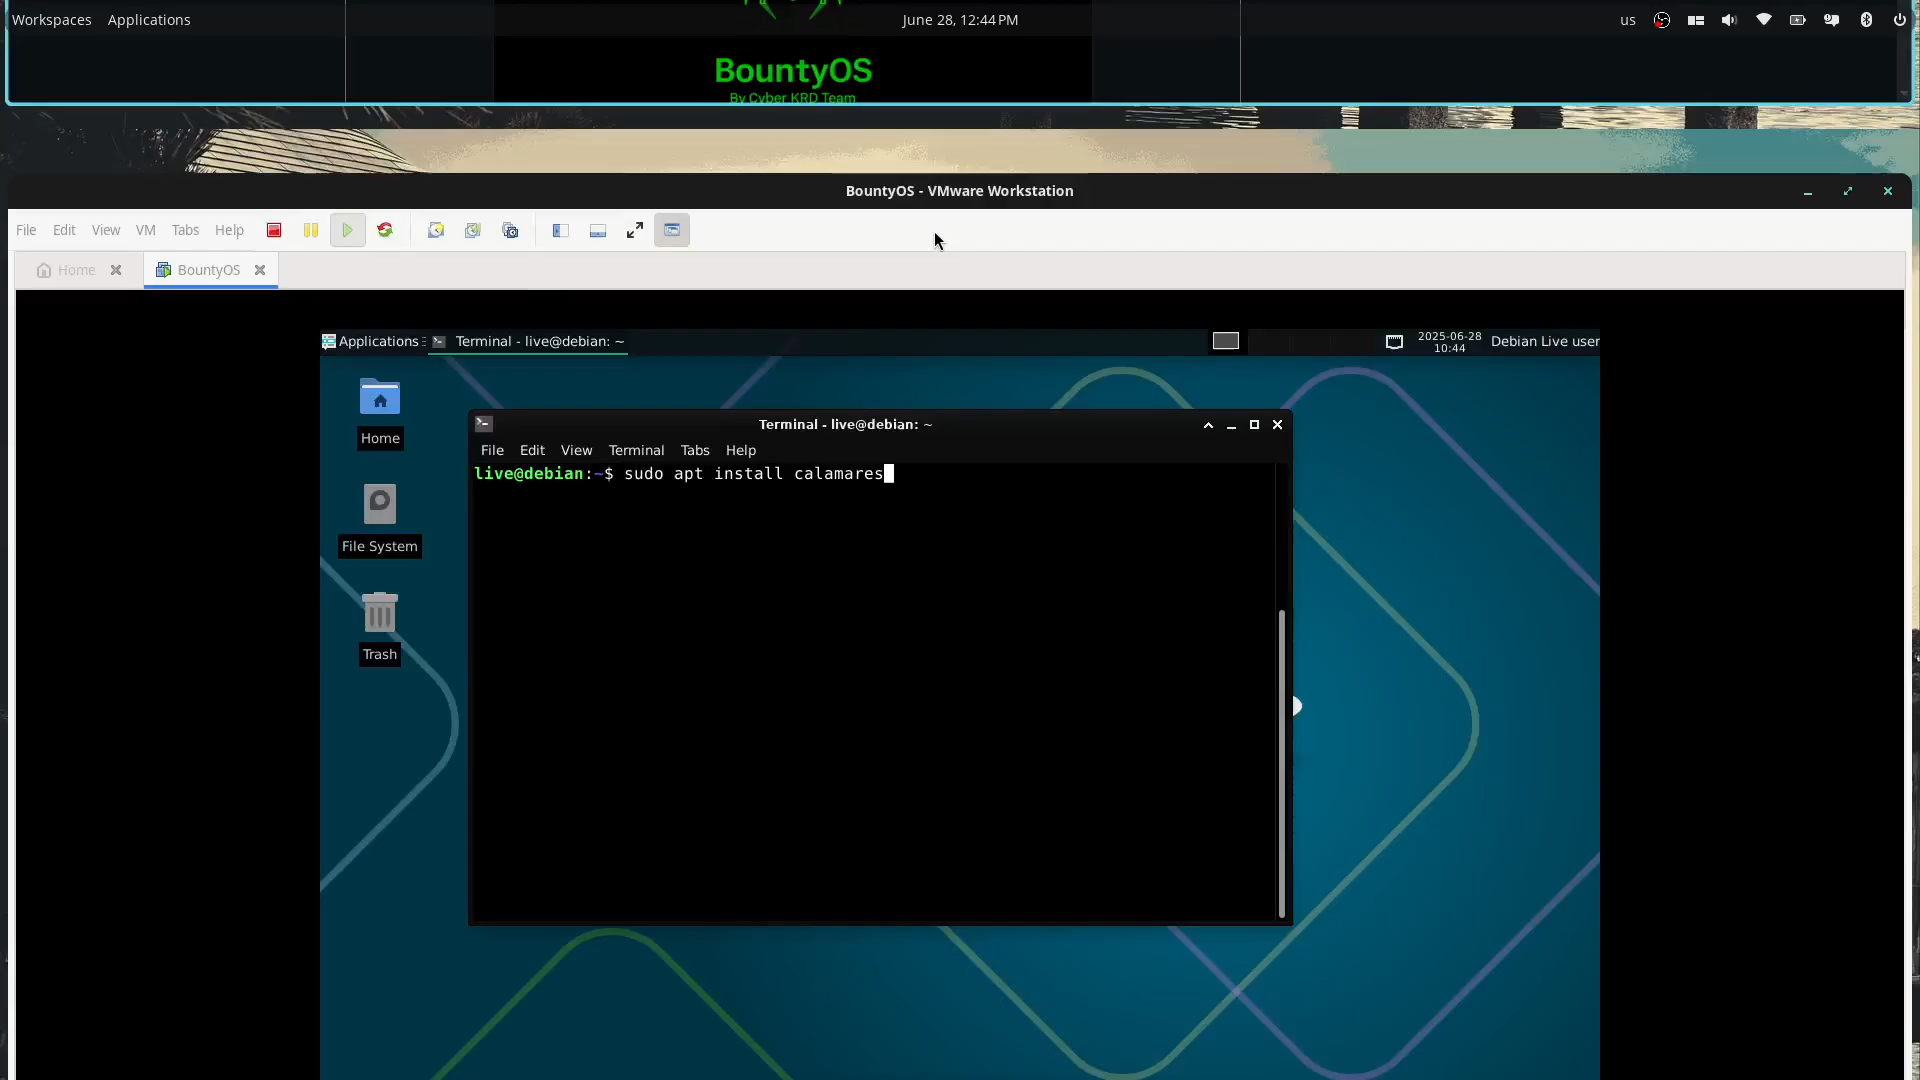 Workspaces Applications June 28, 12:44 PM us
BountyOS
By Cyber KRD Team
BountyOS - VMware Workstation
File Edit View VM Tabs Help
Home BountyOS
Applications Terminal - live@debian: ~ 2025-06-28 Debian Live user
10:44
Home
Terminal - live@debian: ~
File Edit View Terminal Tabs Help
live@debian:~$ sudo apt install calamares
File System
Trash